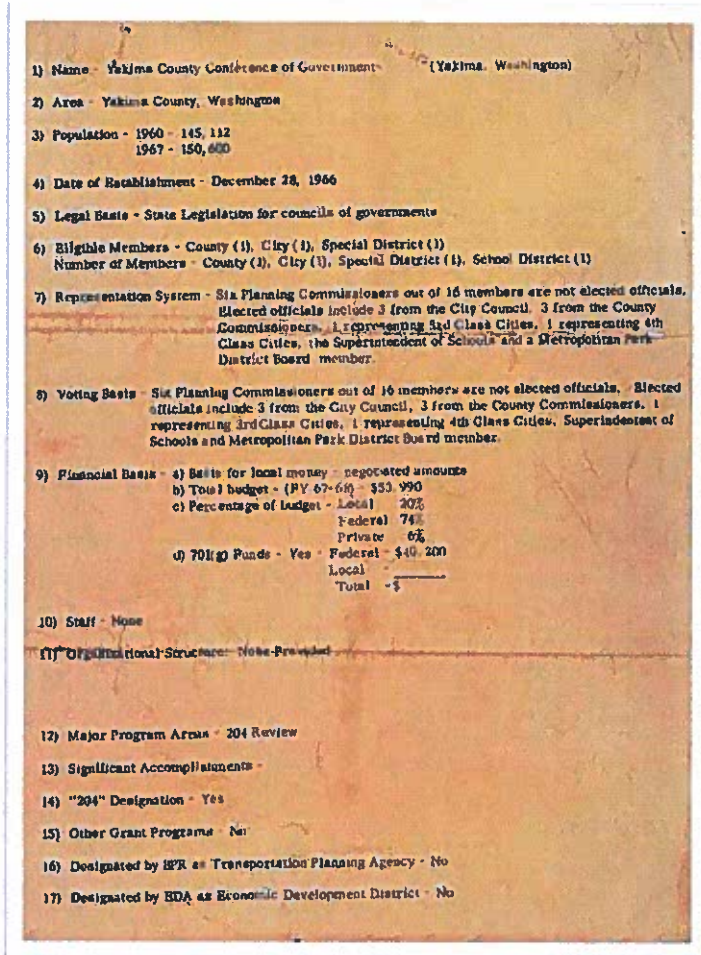 1) Name - Yakima County Conference of Government (Yakima, Washington)
2) Area - Yakima County, Washington
3) Population - 1960 - 145,112
1967 - 150,600
4) Date of Establishment - December 28, 1966
5) Legal Basis - State Legislation for councils of governments
6) Eligible Members - County (1), City (1), Special District (1)
Number of Members - County (1), City (1), Special District (1), School District (1)
7) Representation System - Six Planning Commissioners out of 16 members are not elected officials.
Elected officials include 3 from the City Council, 3 from the County
Commissioners, 1 representing 3rd Class Cities, 1 representing 4th
Class Cities, the Superintendent of Schools and a Metropolitan Park
District Board member.
8) Voting Basis - Six Planning Commissioners out of 16 members are not elected officials. Elected
officials include 3 from the City Council, 3 from the County Commissioners, 1
representing 3rd Class Cities, 1 representing 4th Class Cities, Superintendent of
Schools and Metropolitan Park District Board member.
9) Financial Basis - a) Basis for local money - negotiated amounts
b) Total budget - (FY 67-68) - $53,990
c) Percentage of budget - Local 20%
Federal 74%
Private 6%
d) 701(g) Funds - Yes - Federal - $40,200
Local -
Total - $
10) Staff - None
11) Organizational Structure: None Provided
12) Major Program Areas - 204 Review
13) Significant Accomplishments -
14) "204" Designation - Yes
15) Other Grant Programs - No
16) Designated by BPR as Transportation Planning Agency - No
17) Designated by EDA as Economic Development District - No